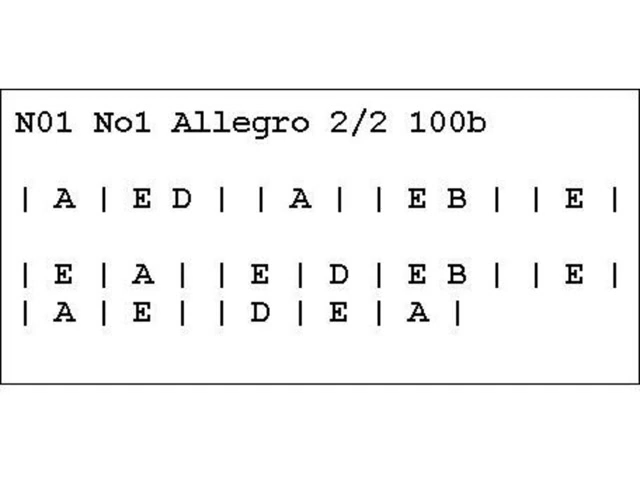 N01 No1 Allegro 2/2 100b
| A | E D | | A | | E B | | E |
| E | A | | E | D | E B | | E |
| A | E | | D | E | A |